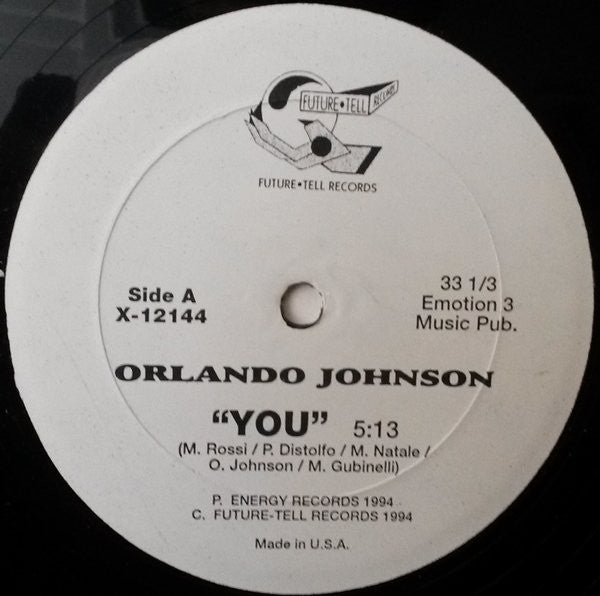 FUTURE•TELL RECORDS
FUTURE•TELL RECORDS
Side A
X-12144
33 1/3
Emotion 3
Music Pub.
ORLANDO JOHNSON
“YOU” 5:13
(M. Rossi / P. Distolfo / M. Natale /
O. Johnson / M. Gubinelli)
P. ENERGY RECORDS 1994
C. FUTURE-TELL RECORDS 1994
Made in U.S.A.